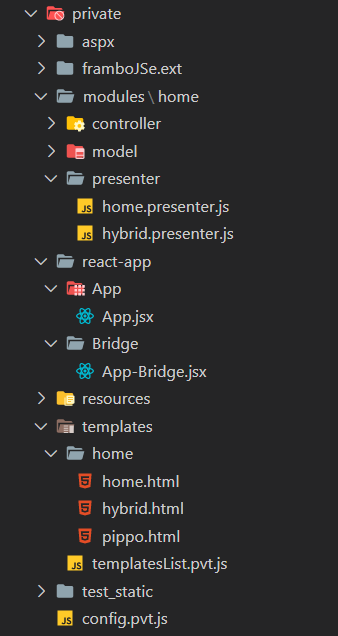 private
aspx
framboJSe.ext
modules\home
controller
model
presenter
JS home.presenter.js
JS hybrid.presenter.js
react-app
App
App.jsx
Bridge
App-Bridge.jsx
resources
templates
home
home.html
hybrid.html
pippo.html
JS templatesList.pvt.js
test_static
JS config.pvt.js